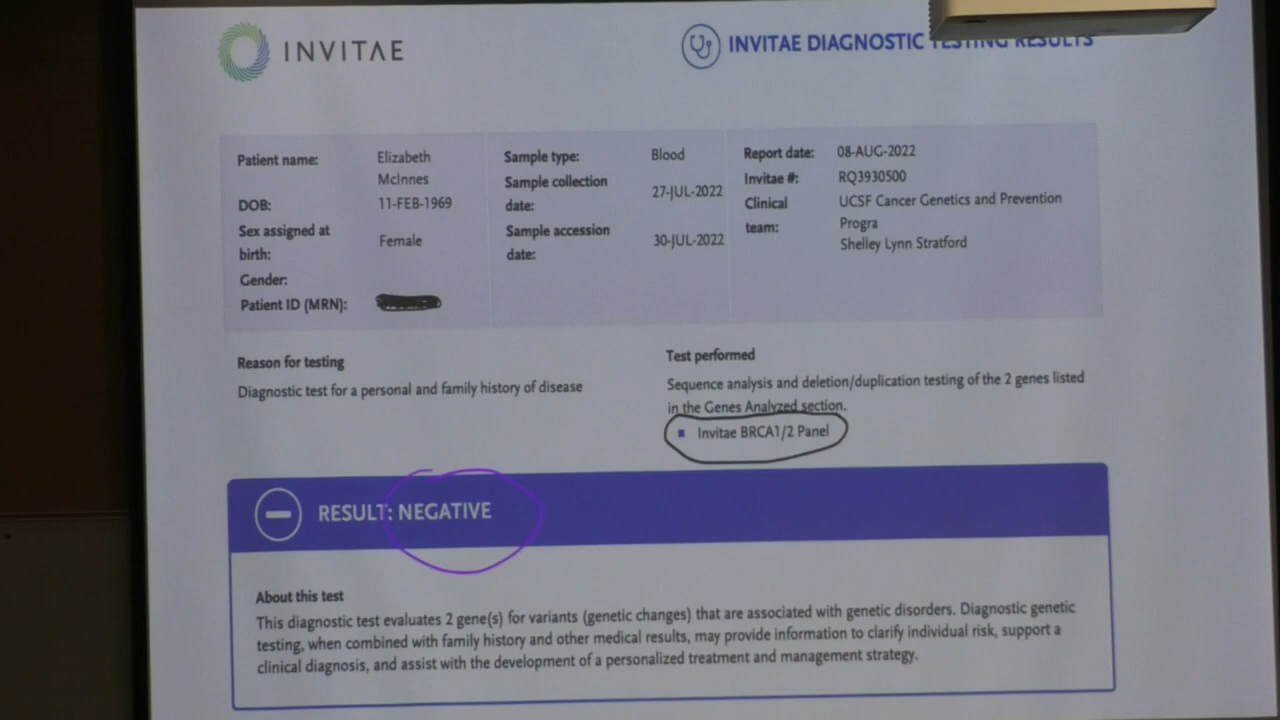 INVITAE
INVITAE DIAGNOSTIC TESTING RESULTS
Patient name: Elizabeth McInnes
DOB: 11-FEB-1969
Sex assigned at birth: Female
Gender:
Patient ID (MRN):
Sample type: Blood
Sample collection date: 27-JUL-2022
Sample accession date: 30-JUL-2022
Report date: 08-AUG-2022
Invitae #: RQ3930500
Clinical team: UCSF Cancer Genetics and Prevention
Progra
Shelley Lynn Stratford
Reason for testing
Diagnostic test for a personal and family history of disease
Test performed
Sequence analysis and deletion/duplication testing of the 2 genes listed
in the Genes Analyzed section.
■ Invitae BRCA1/2 Panel
RESULT: NEGATIVE
About this test
This diagnostic test evaluates 2 gene(s) for variants (genetic changes) that are associated with genetic disorders. Diagnostic genetic
testing, when combined with family history and other medical results, may provide information to clarify individual risk, support a
clinical diagnosis, and assist with the development of a personalized treatment and management strategy.